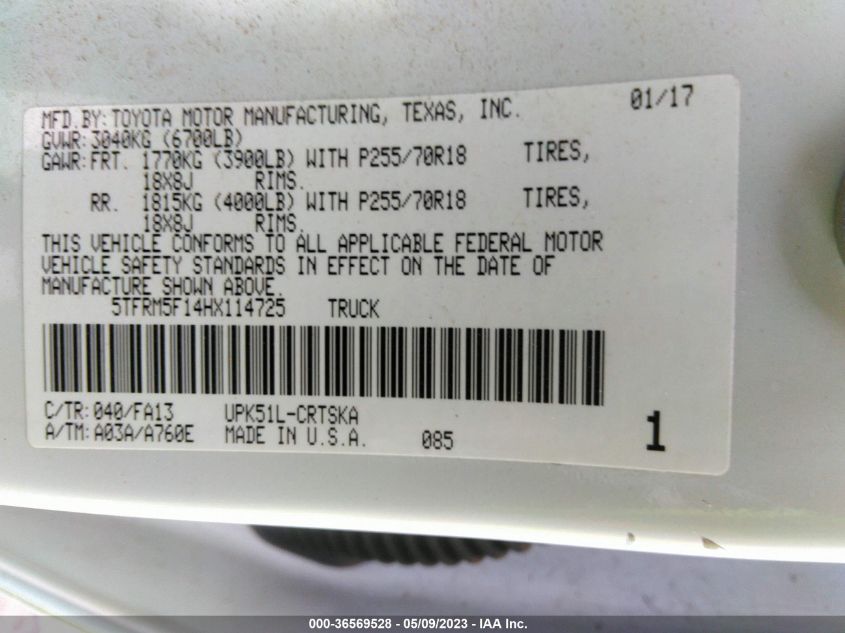 MFD.BY:TOYOTA MOTOR MANUFACTURING, TEXAS, INC. 01/17
GVWR:3040KG (6700LB)
GAWR:FRT. 1770KG (3900LB) WITH P255/70R18 TIRES,
18X8J RIMS.
RR. 1815KG (4000LB) WITH P255/70R18 TIRES,
18X8J RIMS.
THIS VEHICLE CONFORMS TO ALL APPLICABLE FEDERAL MOTOR
VEHICLE SAFETY STANDARDS IN EFFECT ON THE DATE OF
MANUFACTURE SHOWN ABOVE.
5TFRM5F14HX114725 TRUCK
C/TR:040/FA13 UPK51L-CRTSKA
A/TM:A03A/A760E MADE IN U.S.A. 085 1
000-36569528 - 05/09/2023 - IAA Inc.